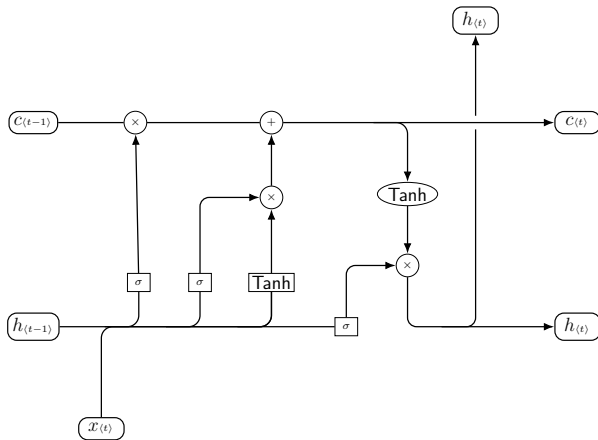 h⟨t⟩
c⟨t−1⟩ × + c⟨t⟩
× Tanh
×
σ σ Tanh
h⟨t−1⟩ σ h⟨t⟩
x⟨t⟩